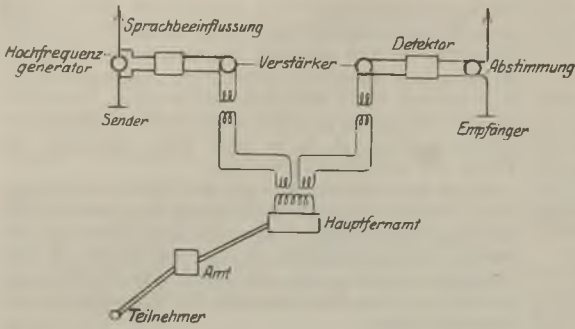 Sprachbeeinflussung
Hochfrequenz-
generator
Verstärker
Detektor
Abstimmung
Sender
Empfänger
Hauptfernamt
Amt
Teilnehmer